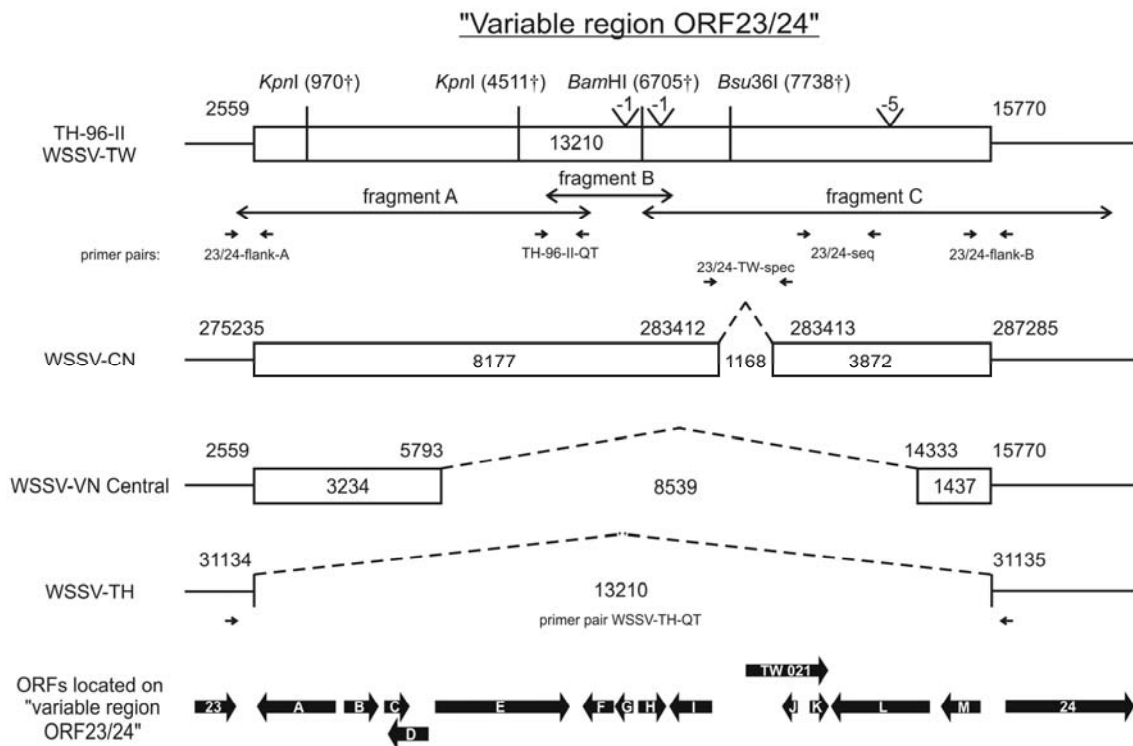 "Variable region ORF23/24"
KpnI (970†) KpnI (4511†) BamHI (6705†) Bsu36I (7738†)
2559 -1 -1 -5 15770
TH-96-II
WSSV-TW
13210
fragment B
fragment A fragment C
primer pairs: 23/24-flank-A TH-96-II-QT 23/24-seq 23/24-flank-B
23/24-TW-spec
275235 283412 283413 287285
WSSV-CN 8177 1168 3872
2559 5793 14333 15770
WSSV-VN Central 3234 8539 1437
31134 31135
WSSV-TH 13210
primer pair WSSV-TH-QT
TW 021
ORFs located on
"variable region
ORF23/24"
23 A B C E F G H I J K L M 24
D